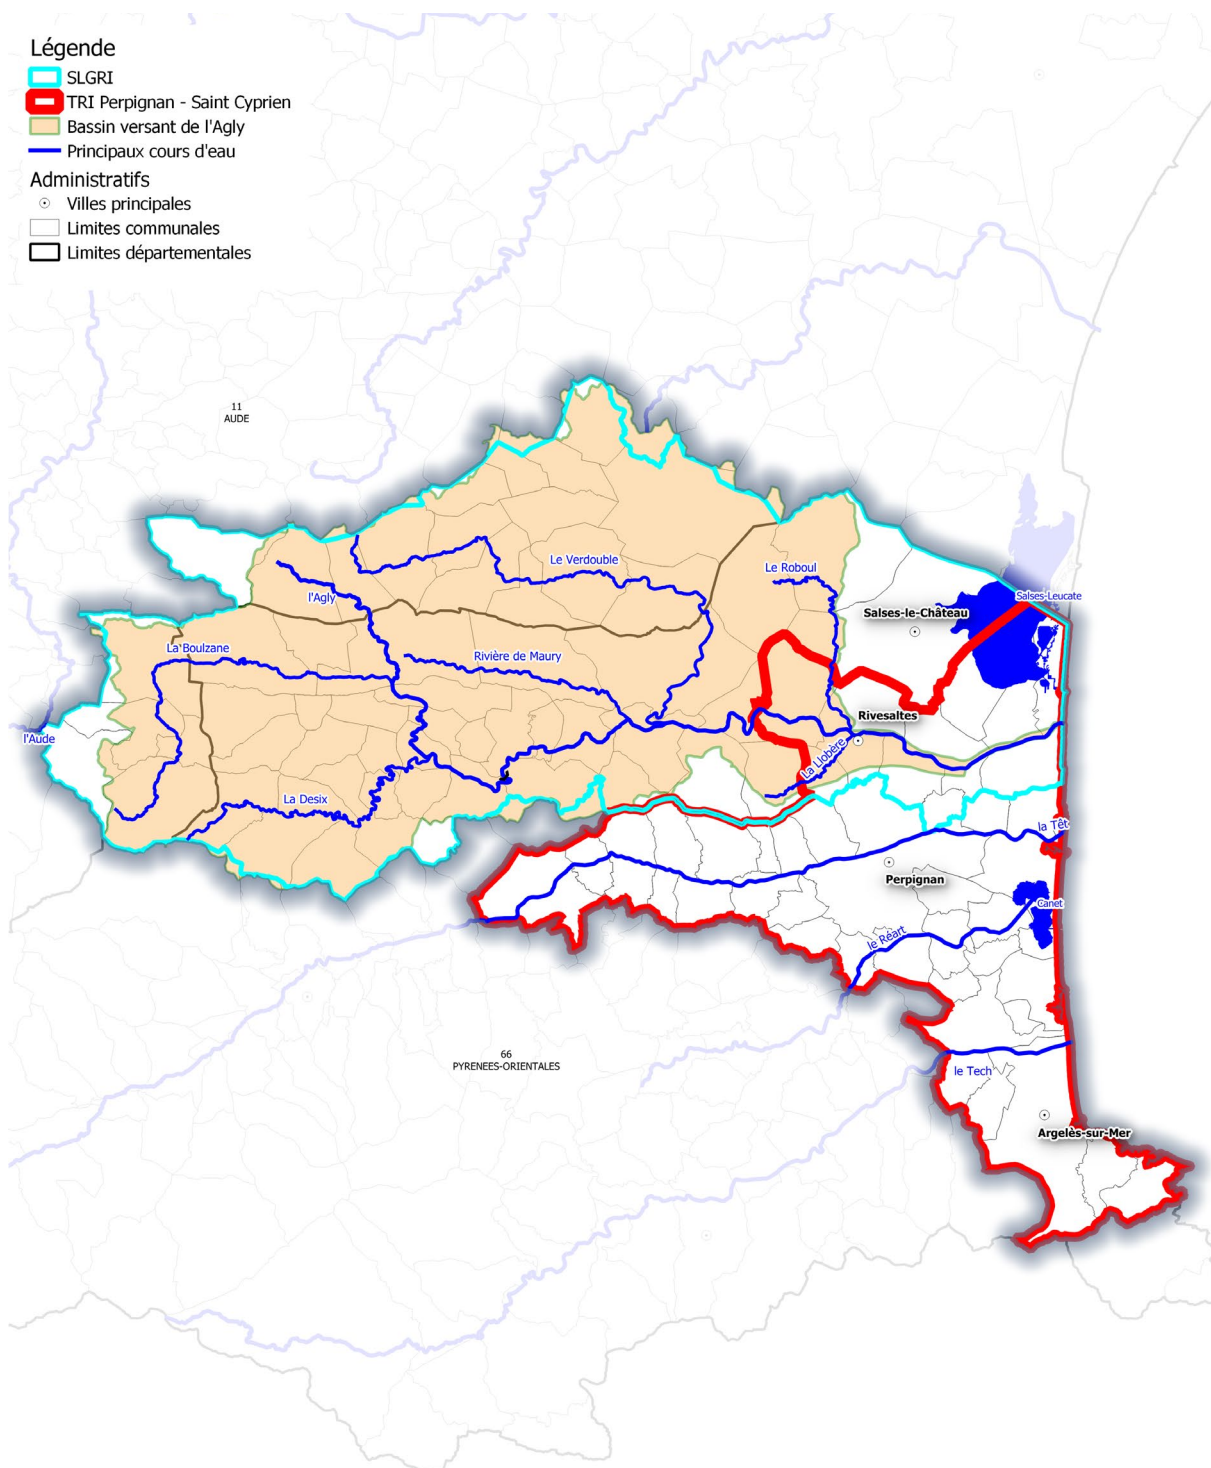 Légende
SLGRI
TRI Perpignan - Saint Cyprien
Bassin versant de l'Agly
Principaux cours d'eau
Administratifs
Villes principales
Limites communales
Limites départementales
11
AUDE
Le Verdouble
Le Roboul
l'Agly
Salses-Leucate
Salses-le-Château
La Boulzane
Rivière de Maury
Rivesaltes
l'Aude
La Llobère
La Desix
la Têt
Perpignan
Canet
le Réart
66
PYRENEES-ORIENTALES
le Tech
Argelès-sur-Mer